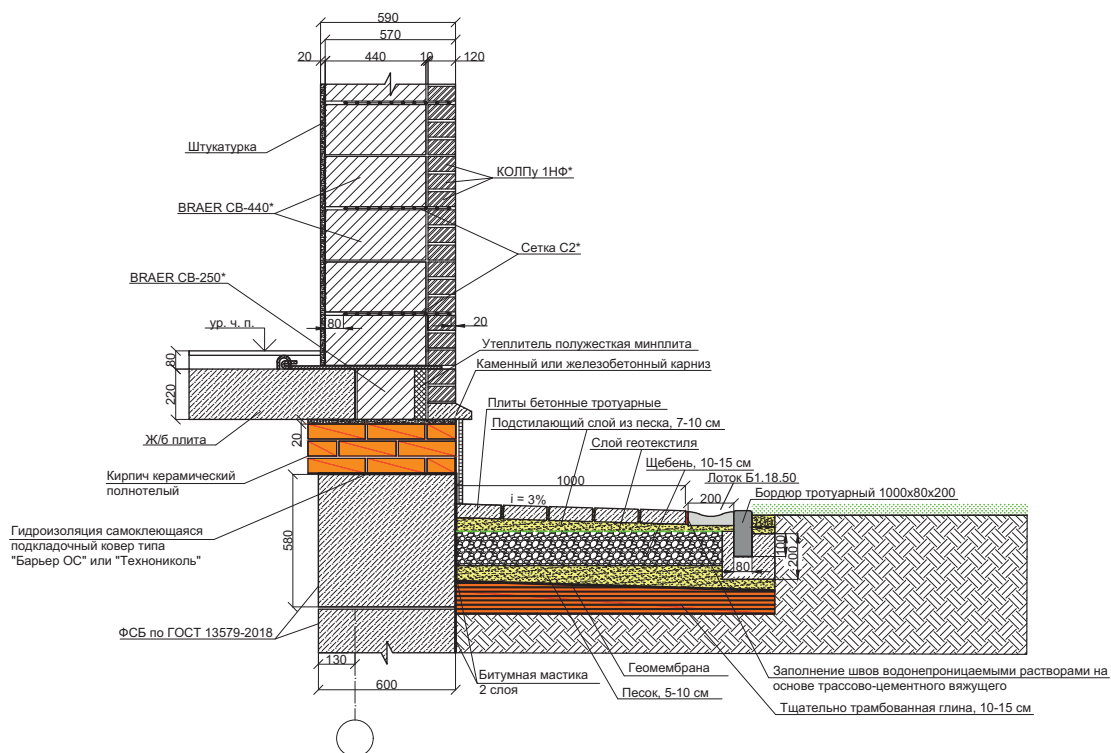 590
570
20
440
10
120
Штукатурка
КОЛПу 1НФ*
BRAER СВ-440*
Сетка С2*
BRAER СВ-250*
80
20
ур. ч. п.
Утеплитель полужесткая минплита
80
Каменный или железобетонный карниз
220
Плиты бетонные тротуарные
Подстилающий слой из песка, 7-10 см
Ж/б плита
20
Слой геотекстиля
Щебень, 10-15 см
Кирпич керамический
полнотелый
1000
Лоток Б1.18.50
200
Бордюр тротуарный 1000х80х200
i = 3%
Гидроизоляция самоклеющаяся
подкладочный ковер типа
"Барьер ОС" или "Технониколь"
580
100
200
80
ФСБ по ГОСТ 13579-2018
130
600
Битумная мастика
2 слоя
Геомембрана
Песок, 5-10 см
Заполнение швов водонепроницаемыми растворами на
основе трассово-цементного вяжущего
Тщательно трамбованная глина, 10-15 см